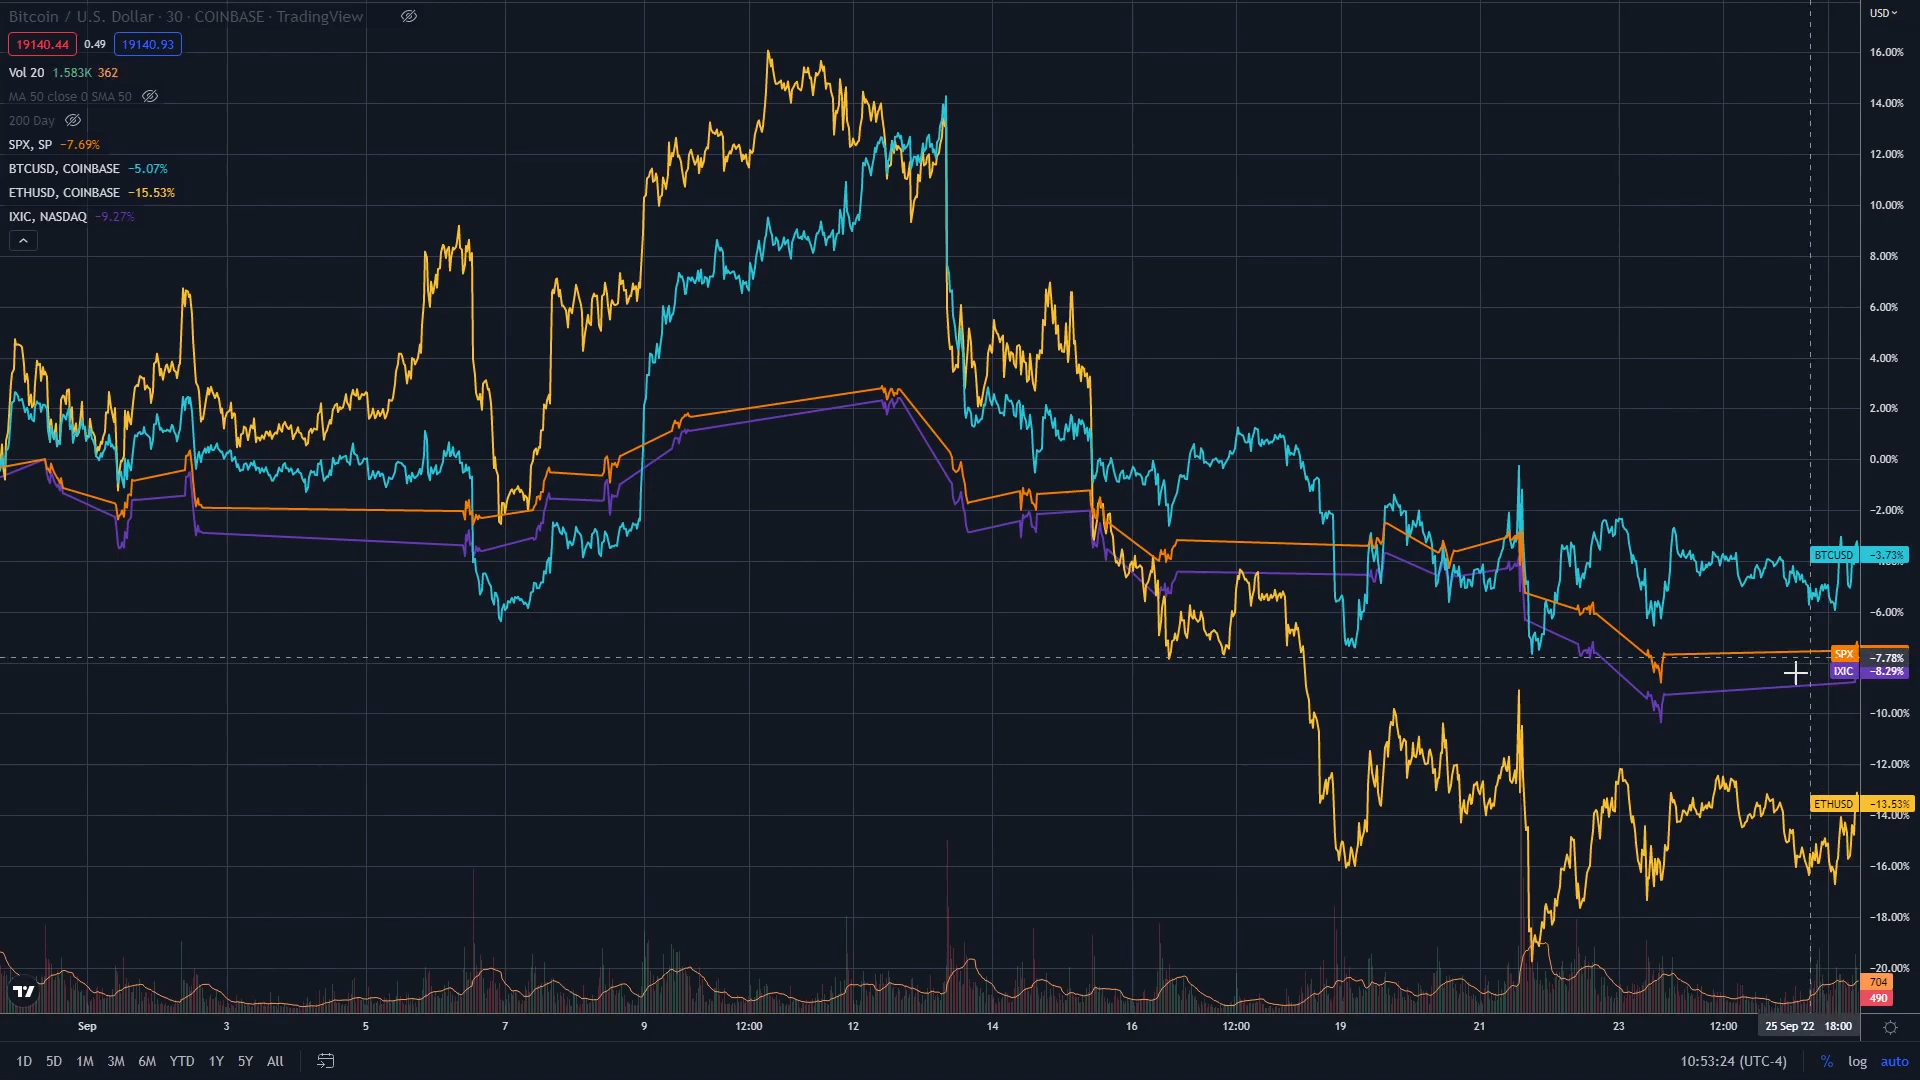 Bitcoin / U.S. Dollar · 30 · COINBASE · TradingView
19140.44 0.49 19140.93
Vol 20 1.583K 362
MA 50 close 0 SMA 50
200 Day
SPX, SP −7.69%
BTCUSD, COINBASE −5.07%
ETHUSD, COINBASE −15.53%
IXIC, NASDAQ −9.27%
USD
16.00%
14.00%
12.00%
10.00%
8.00%
6.00%
4.00%
2.00%
0.00%
−2.00%
BTCUSD −3.73%
−6.00%
SPX −7.78%
IXIC −8.29%
−10.00%
−12.00%
ETHUSD −13.53%
−14.00%
−16.00%
−18.00%
−20.00%
704
490
Sep 3 5 7 9 12:00 12 14 16 12:00 19 21 23 12:00 25 Sep '22 18:00
1D 5D 1M 3M 6M YTD 1Y 5Y All 10:53:24 (UTC-4) % log auto